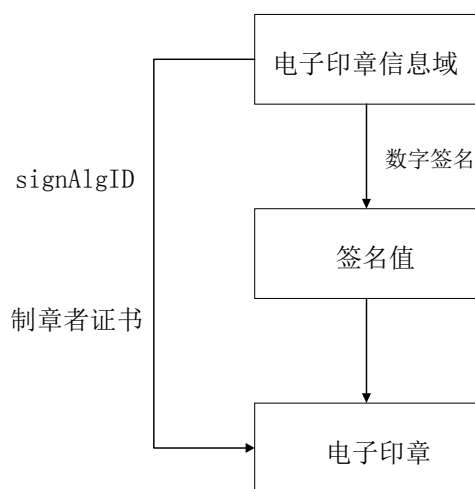 电子印章信息域
数字签名
signAlgID
签名值
制章者证书
电子印章